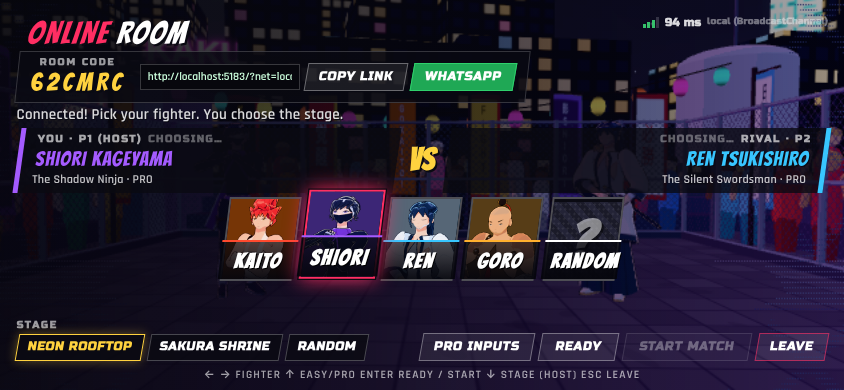 ONLINE ROOM
94 ms local (BroadcastChannel)
ROOM CODE
62CMRC
http://localhost:5183/?net=loca
COPY LINK
WHATSAPP
Connected! Pick your fighter. You choose the stage.
YOU · P1 (HOST) CHOOSING…
SHIORI KAGEYAMA
The Shadow Ninja · PRO
VS
CHOOSING… RIVAL · P2
REN TSUKISHIRO
The Silent Swordsman · PRO
?
KAITO
SHIORI
REN
GORO
RANDOM
STAGE
NEON ROOFTOP
SAKURA SHRINE
RANDOM
PRO INPUTS
READY
START MATCH
LEAVE
← → FIGHTER ↑ EASY/PRO ENTER READY / START ↓ STAGE (HOST) ESC LEAVE